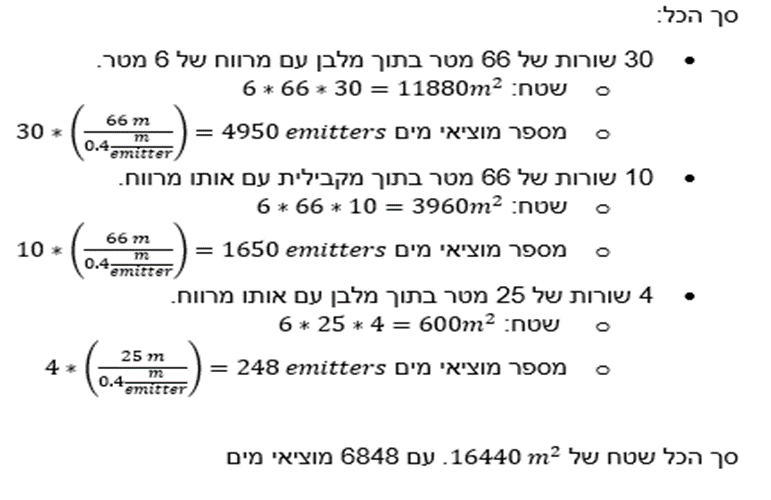 סך הכל:
• 30 שורות של 66 מטר בתוך מלבן עם מרווח של 6 מטר.
o שטח: 6 * 66 * 30 = 11880m²
o מספר מוציאי מים 30 * (66 m / 0.4 m/emitter) = 4950 emitters
• 10 שורות של 66 מטר בתוך מקבילית עם אותו מרווח.
o שטח: 6 * 66 * 10 = 3960m²
o מספר מוציאי מים 10 * (66 m / 0.4 m/emitter) = 1650 emitters
• 4 שורות של 25 מטר בתוך מלבן עם אותו מרווח.
o שטח: 6 * 25 * 4 = 600m²
o מספר מוציאי מים 4 * (25 m / 0.4 m/emitter) = 248 emitters
סך הכל שטח של 16440 m². עם 6848 מוציאי מים